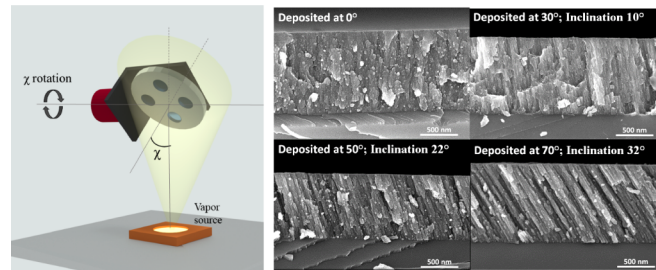 χ rotation
χ
Vapor
source
Deposited at 0°
500 nm
Deposited at 30°; Inclination 10°
500 nm
Deposited at 50°; Inclination 22°
500 nm
Deposited at 70°; Inclination 32°
500 nm